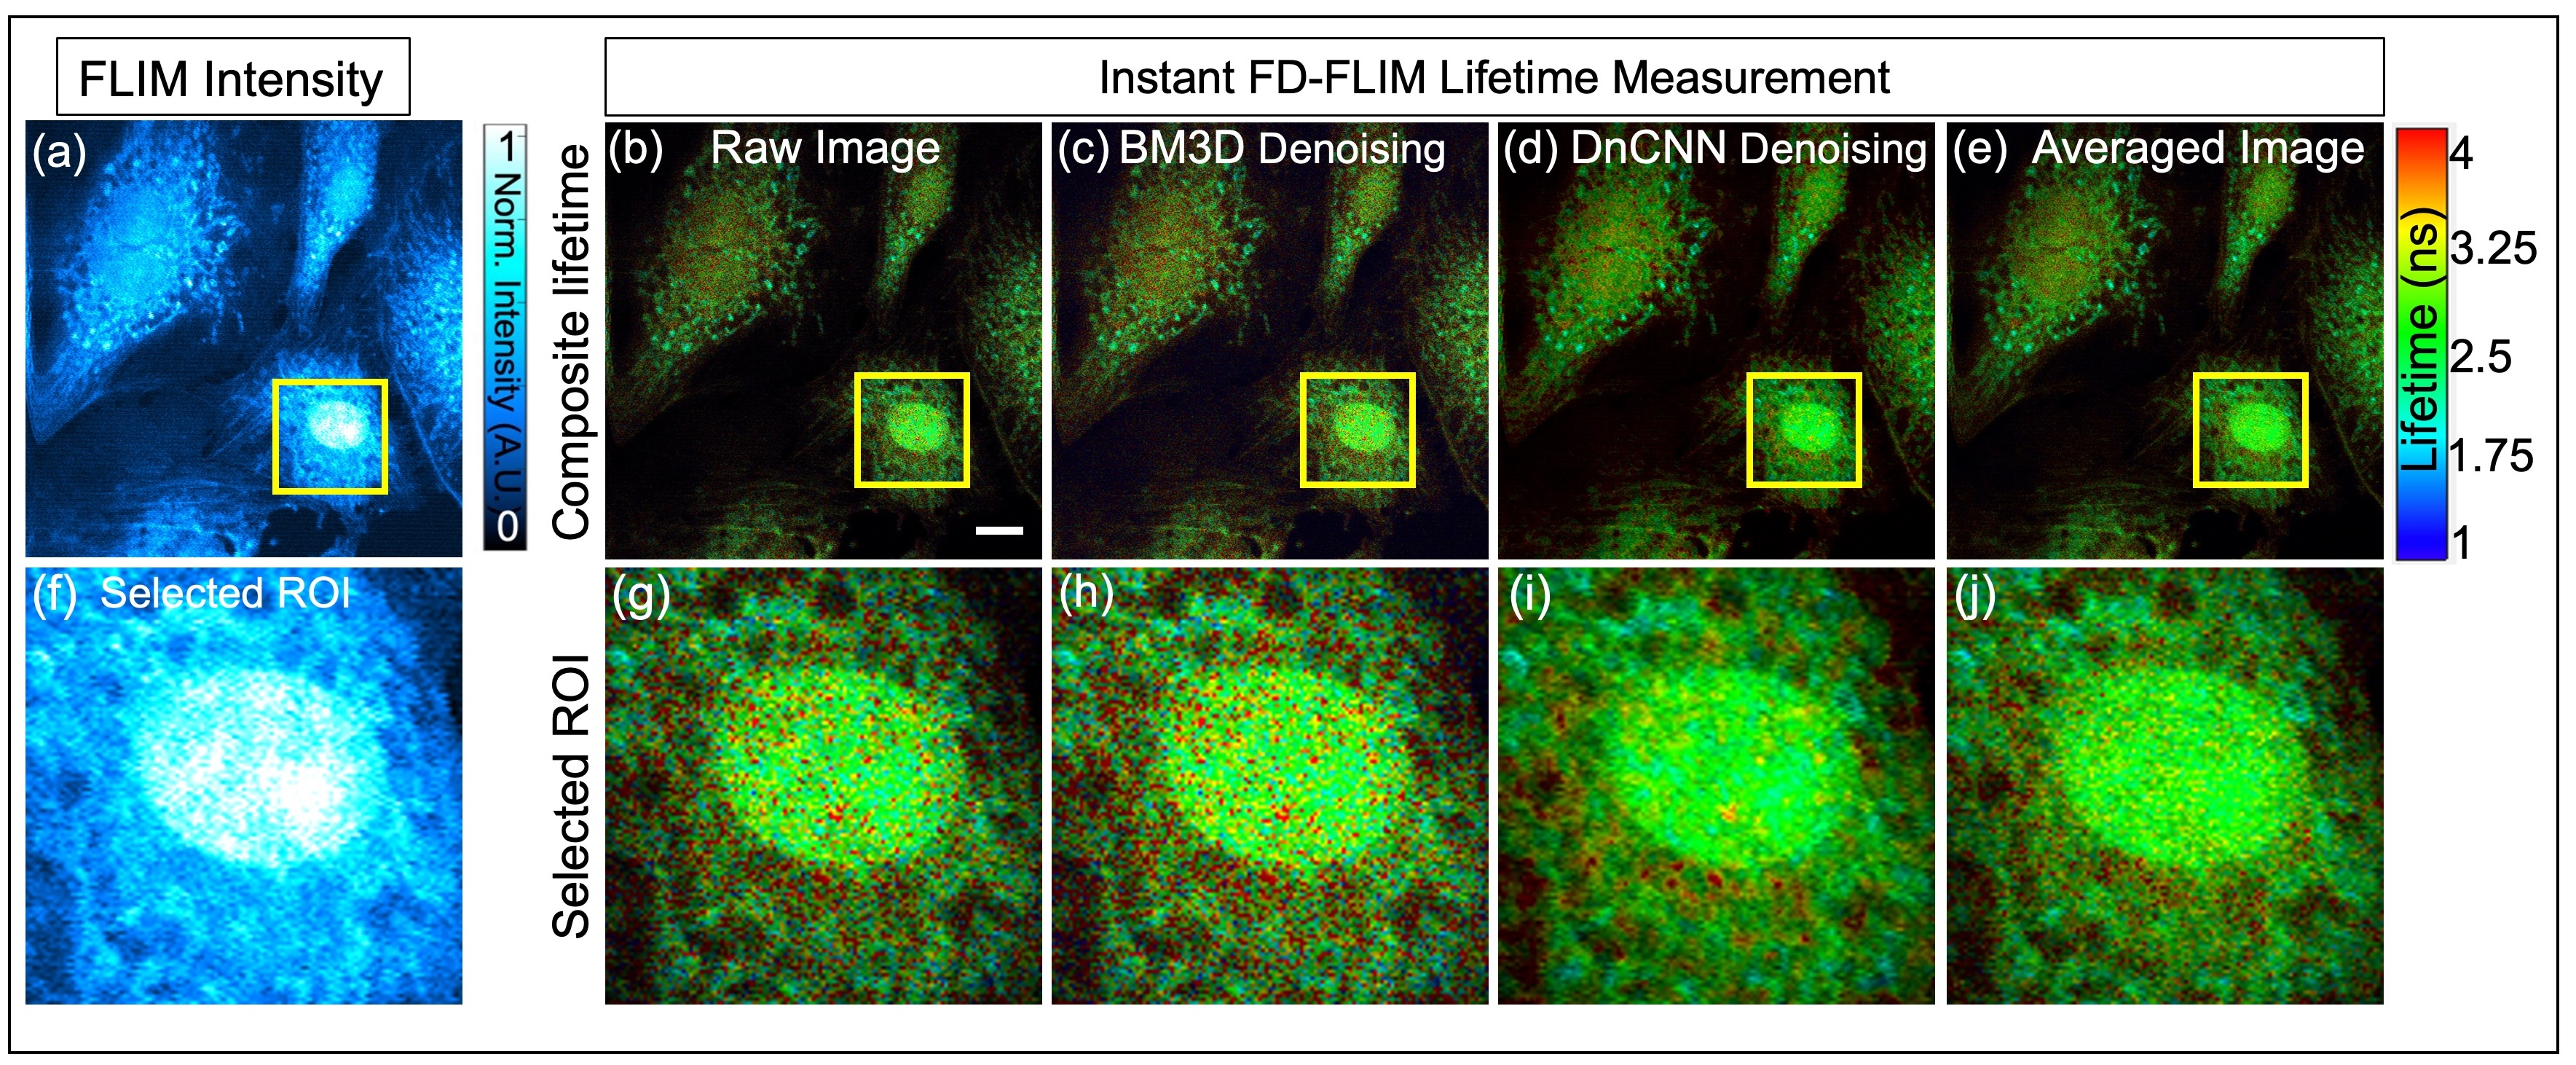 FLIM Intensity
Instant FD-FLIM Lifetime Measurement
(a)
1
Norm. Intensity (A.U.)
0
Composite lifetime
(b) Raw Image
(c) BM3D Denoising
(d) DnCNN Denoising
(e) Averaged Image
4
3.25
2.5
1.75
1
Lifetime (ns)
(f) Selected ROI
Selected ROI
(g)
(h)
(i)
(j)